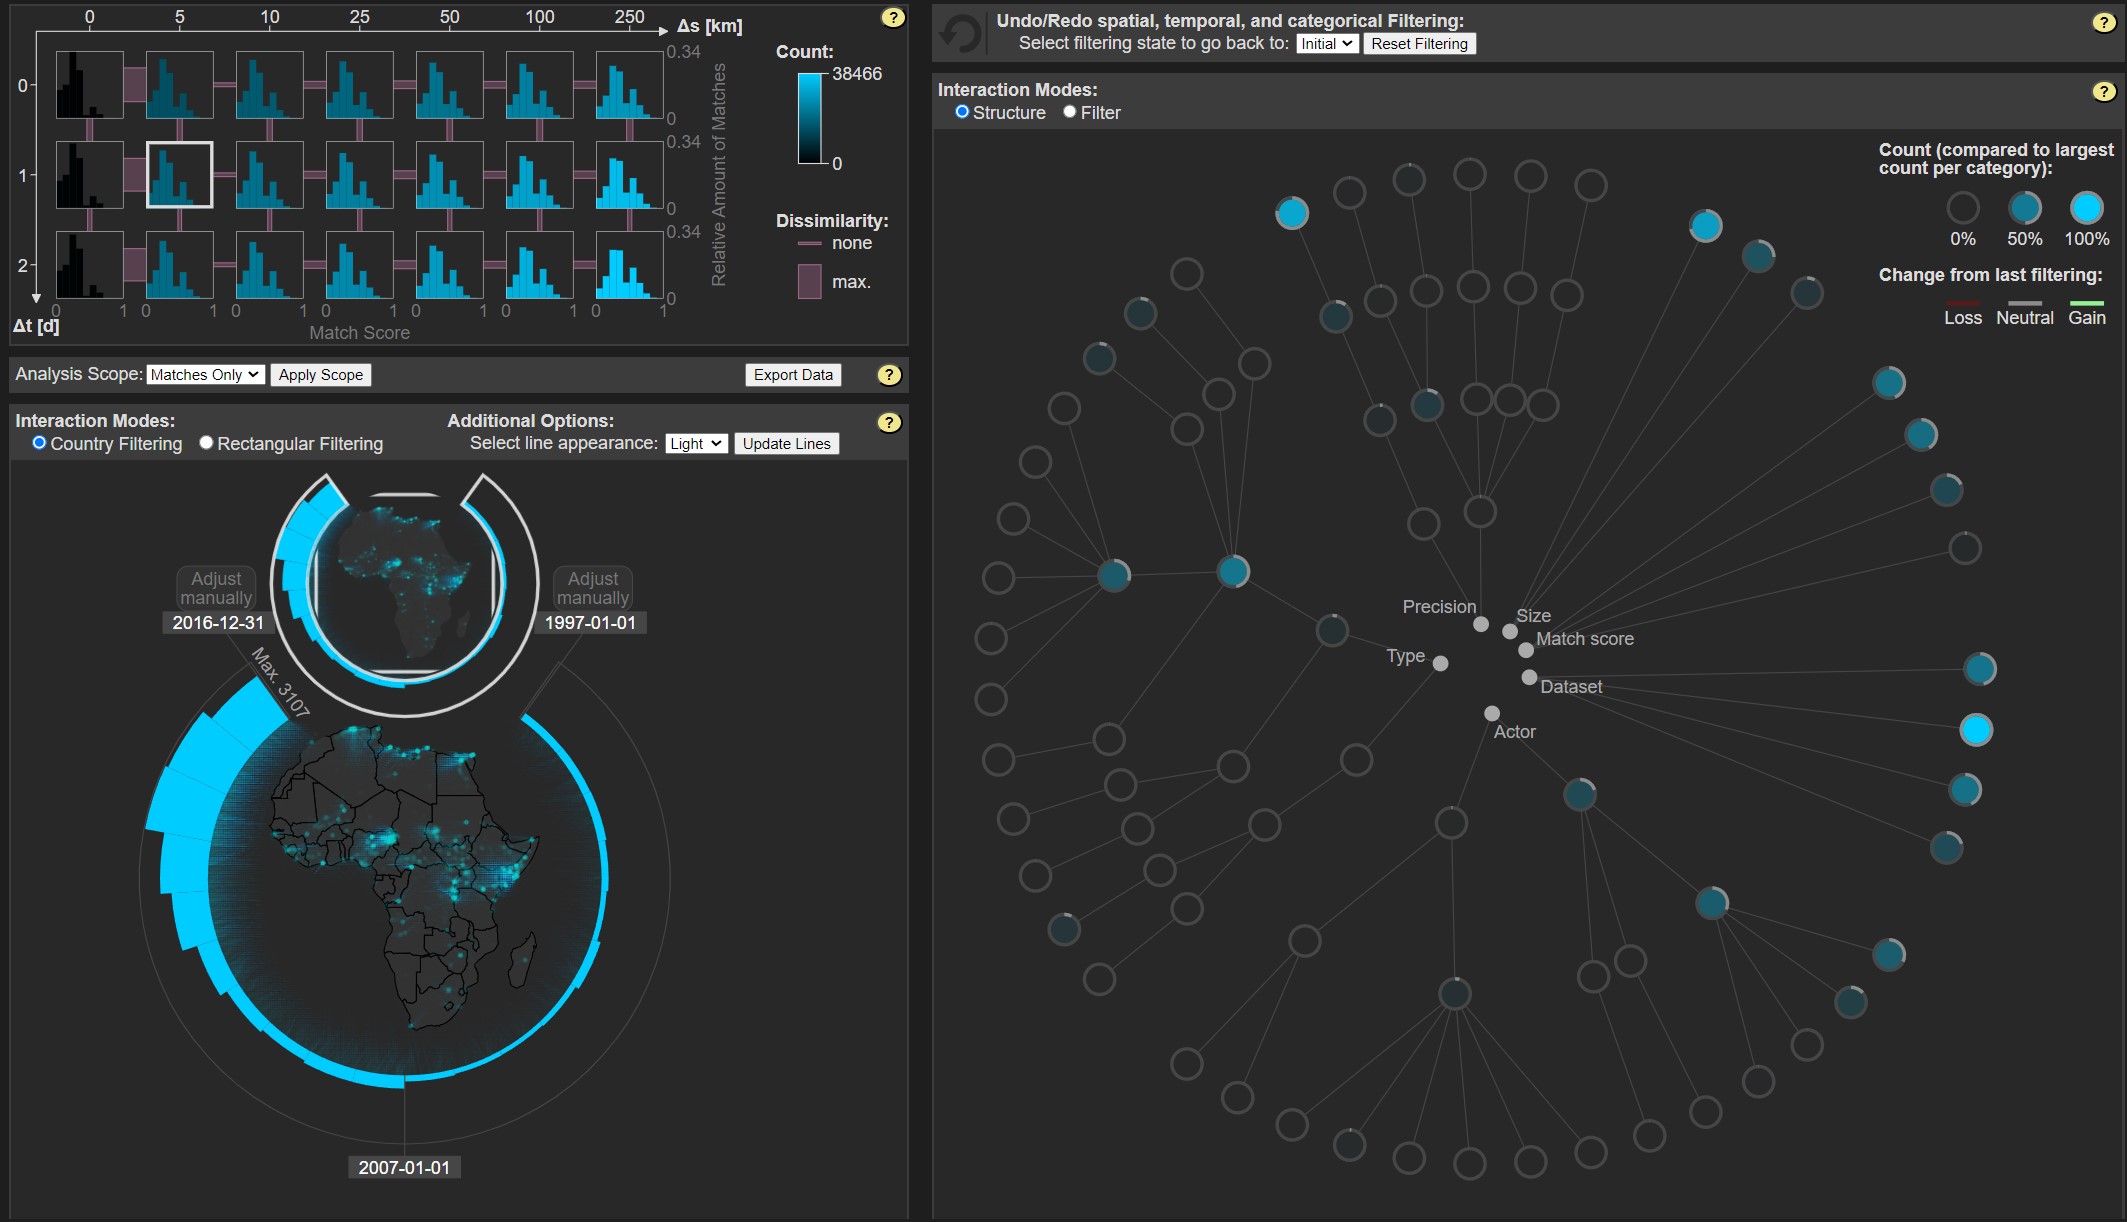 0 5 10 25 50 100 250 Δs [km]
?
0 0.34
0
1 0.34
0
2 0.34
0
0 1 0 1 0 1 0 1 0 1 0 1 0 1
Δt [d]
Match Score
Relative Amount of Matches
Count:
38466
0
Dissimilarity:
none
max.
Analysis Scope: Matches Only Apply Scope Export Data ?
Interaction Modes: Additional Options: ?
Country Filtering Rectangular Filtering Select line appearance: Light Update Lines
Adjust
manually
2016-12-31
Adjust
manually
1997-01-01
Max. 3107
2007-01-01
Undo/Redo spatial, temporal, and categorical Filtering: ?
Select filtering state to go back to: Initial Reset Filtering
Interaction Modes: ?
Structure Filter
Count (compared to largest
count per category):
0% 50% 100%
Change from last filtering:
Loss Neutral Gain
Precision
Size
Match score
Type
Dataset
Actor